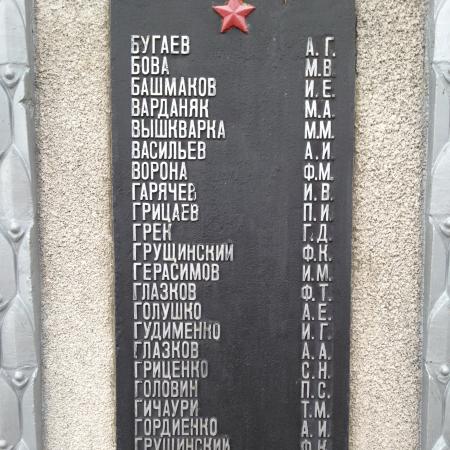 БУГАЕВ А. Г.
БОВА М.В
БАШМАКОВ И. Е.
ВАРДАНЯК М.А.
ВЫШКВАРКА М.М.
ВАСИЛЬЕВ А. И
ВОРОНА Ф.М.
ГАРЯЧЕВ И. В.
ГРИЦАЕВ П. И
ГРЕК Г.Д.
ГРУЩИНСКИЙ Ф.К.
ГЕРАСИМОВ И.М.
ГЛАЗКОВ Ф. Т.
ГОЛУШКО А.Е.
ГУДИМЕНКО И. Г.
ГЛАЗКОВ А. А.
ГРИЦЕНКО С.Н.
ГОЛОВИН П.С.
ГИЧАУРИ Т.М.
ГОРДИЕНКО А. И
ГРУЩИНСКИЙ Ф.К.